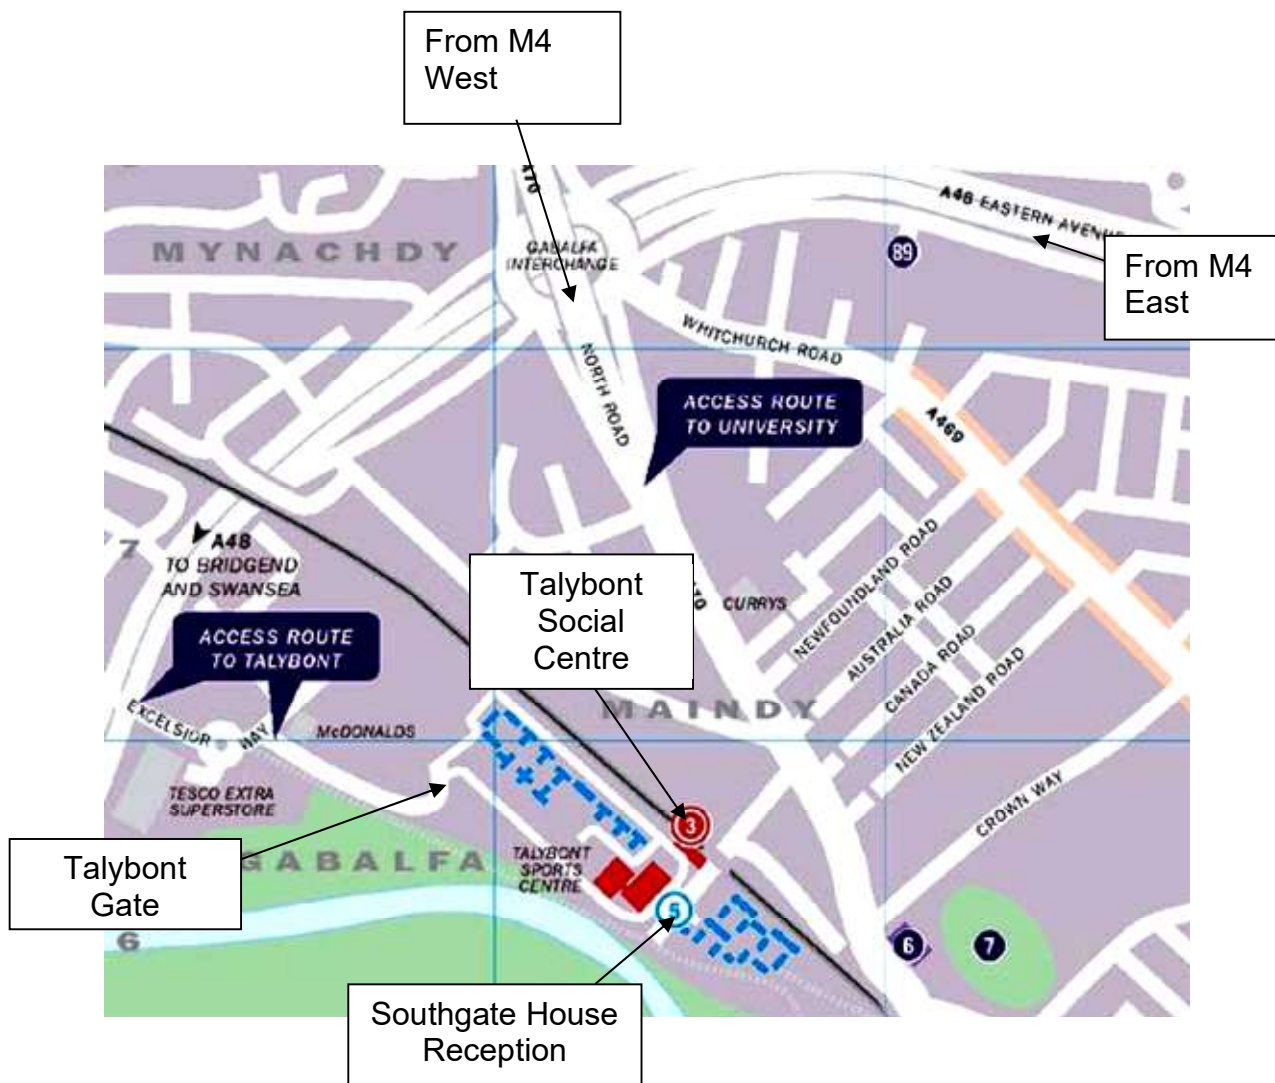 From M4
West
A70
A48 EASTERN AVENUE
MYNACHDY
GABALFA
INTERCHANGE
89
From M4
East
WHITCHURCH ROAD
NORTH ROAD
ACCESS ROUTE
TO UNIVERSITY
A469
7
A48
TO BRIDGEND
AND SWANSEA
Talybont
Social
Centre
CURRYS
NEWFOUNDLAND ROAD
AUSTRALIA ROAD
CANADA ROAD
NEW ZEALAND ROAD
ACCESS ROUTE
TO TALYBONT
MAINDY
EXCELSIOR WAY
McDONALDS
TESCO EXTRA
SUPERSTORE
CROWN WAY
3
Talybont
Gate
GABALFA
TALYBONT
SPORTS
CENTRE
5
6
6
7
Southgate House
Reception